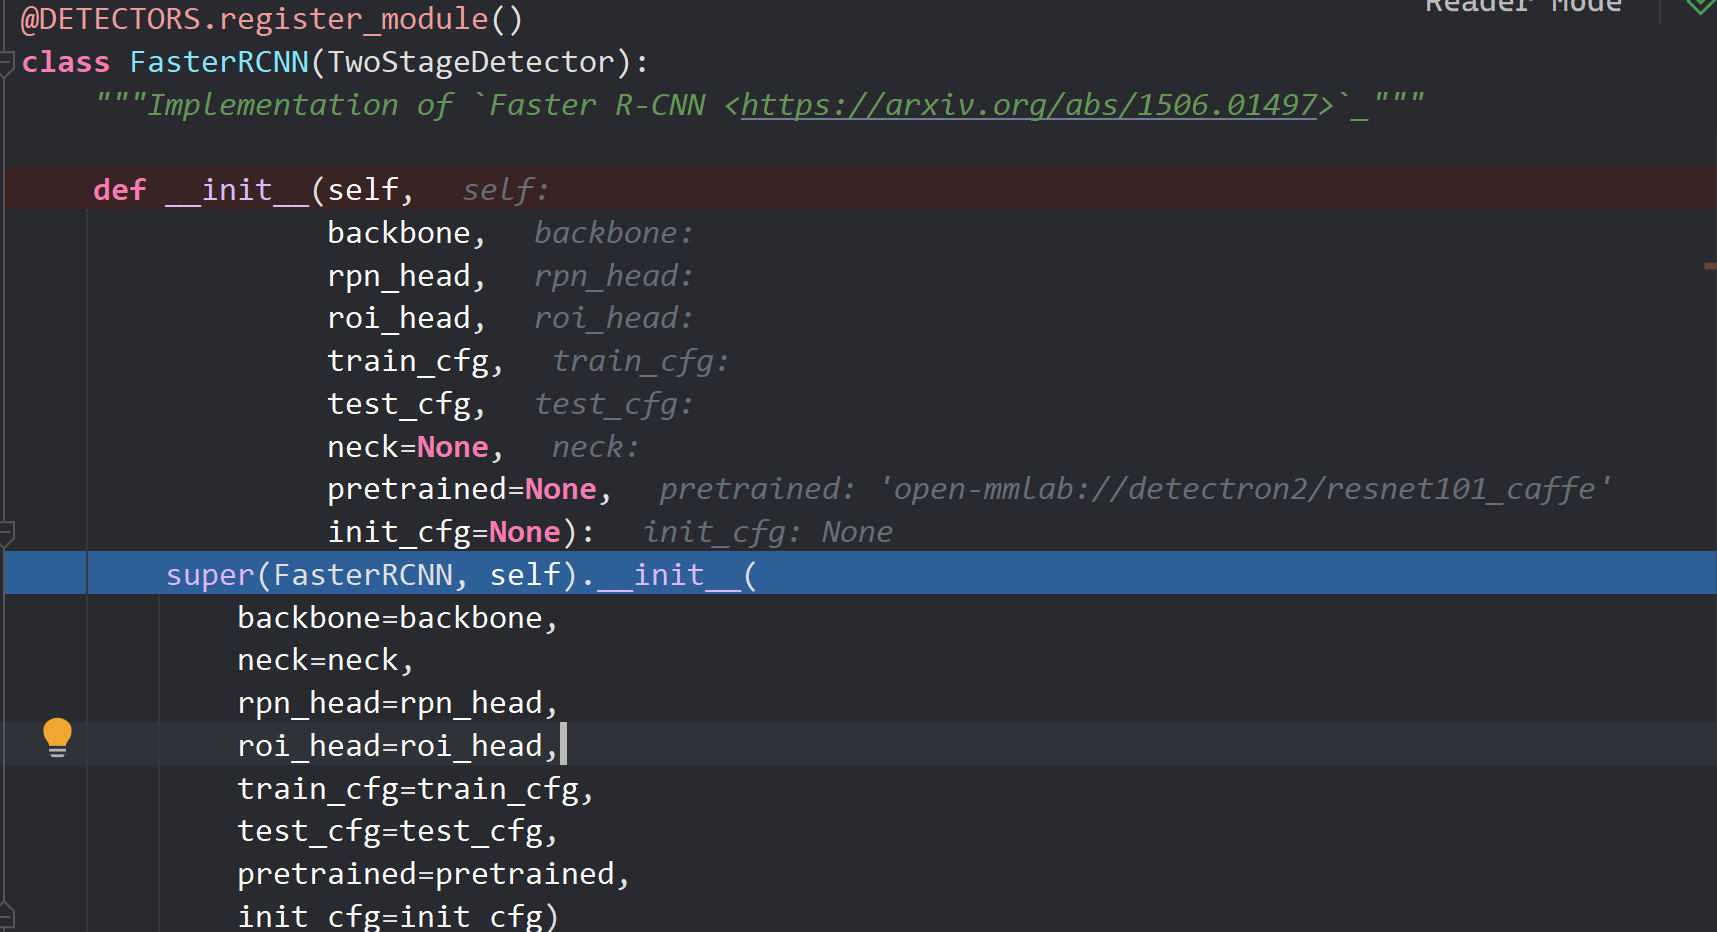 Reader Mode
@DETECTORS.register_module()
class FasterRCNN(TwoStageDetector):
    """Implementation of `Faster R-CNN <https://arxiv.org/abs/1506.01497>`_"""
    def __init__(self,   self:
                 backbone,   backbone:
                 rpn_head,   rpn_head:
                 roi_head,   roi_head:
                 train_cfg,   train_cfg:
                 test_cfg,   test_cfg:
                 neck=None,   neck:
                 pretrained=None,   pretrained: 'open-mmlab://detectron2/resnet101_caffe'
                 init_cfg=None):   init_cfg: None
        super(FasterRCNN, self).__init__(
            backbone=backbone,
            neck=neck,
            rpn_head=rpn_head,
            roi_head=roi_head,
            train_cfg=train_cfg,
            test_cfg=test_cfg,
            pretrained=pretrained,
            init_cfg=init_cfg)